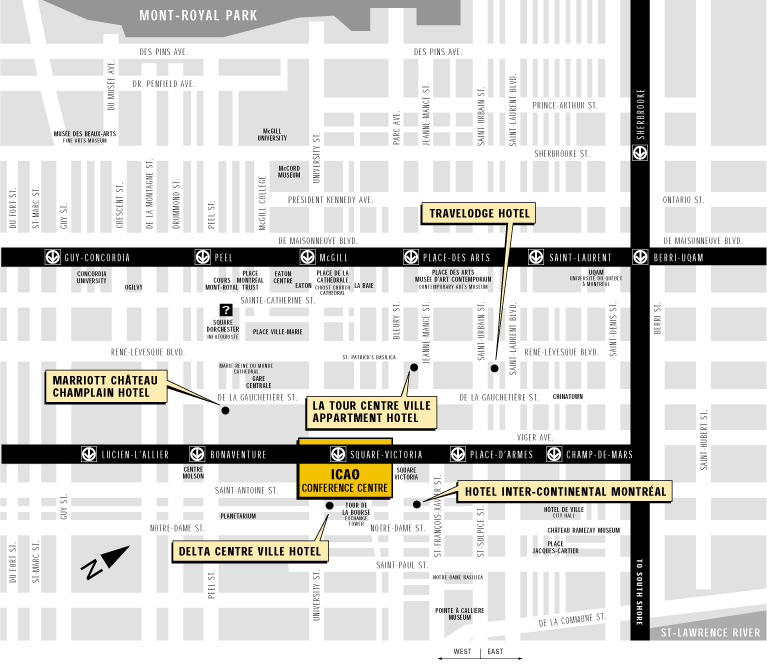 MONT-ROYAL PARK
DES PINS AVE.
DES PINS AVE.
DU MUSÉE AVE.
DR. PENFIELD AVE.
PARC AVE.
JEANNE-MANCE ST.
SAINT-URBAIN ST.
SAINT-LAURENT BLVD.
PRINCE-ARTHUR ST.
SHERBROOKE
MUSÉE DES BEAUX-ARTS
FINE ARTS MUSEUM
McGILL
UNIVERSITY
UNIVERSITY ST.
SHERBROOKE ST.
McCORD
MUSEUM
DU FORT ST.
ST-MARC ST.
GUY ST.
CRESCENT ST.
DE LA MONTAGNE ST.
DRUMMOND ST.
PEEL ST.
McGILL COLLEGE
PRÉSIDENT KENNEDY AVE.
ONTARIO ST.
TRAVELODGE HOTEL
DE MAISONNEUVE BLVD.
DE MAISONNEUVE BLVD.
GUY-CONCORDIA
PEEL
McGILL
PLACE-DES ARTS
SAINT-LAURENT
BERRI-UQAM
CONCORDIA
UNIVERSITY
OGILVY
COURS
MONT-ROYAL
PLACE
MONTRÉAL
TRUST
EATON
CENTRE
EATON
PLACE DE LA
CATHÉDRALE
CHRIST CHURCH
CATHEDRAL
LA BAIE
PLACE DES ARTS
MUSÉE D'ART CONTEMPORAIN
CONTEMPORARY ARTS MUSEUM
UQAM
UNIVERSITÉ DU QUÉBEC
À MONTRÉAL
SAINTE-CATHERINE ST.
?
SQUARE
DORCHESTER
INFOTOURISTE
PLACE VILLE-MARIE
BLEURY ST.
JEANNE-MANCE ST.
SAINT-URBAIN ST.
SAINT-LAURENT BLVD.
SAINT-DENIS ST.
BERRI ST.
RENÉ-LÉVESQUE BLVD.
ST. PATRICK'S BASILICA
RENÉ-LÉVESQUE BLVD.
MARIE REINE DU MONDE
CATHEDRAL
GARE
CENTRALE
MARRIOTT CHÂTEAU
CHAMPLAIN HOTEL
DE LA GAUCHETIÈRE ST.
DE LA GAUCHETIÈRE ST.
CHINATOWN
LA TOUR CENTRE VILLE
APPARTMENT HOTEL
SAINT-HUBERT ST.
VIGER AVE.
LUCIEN-L'ALLIER
BONAVENTURE
SQUARE-VICTORIA
PLACE-D'ARMES
CHAMP-DE-MARS
CENTRE
MOLSON
ICAO
CONFERENCE CENTRE
SQUARE
VICTORIA
SAINT-ANTOINE ST.
HOTEL INTER-CONTINENTAL MONTRÉAL
GUY ST.
PLANETARIUM
TOUR DE
LA BOURSE
EXCHANGE
TOWER
ST-FRANÇOIS-XAVIER ST.
ST-SULPICE ST.
HÔTEL DE VILLE
CITY HALL
NOTRE-DAME ST.
NOTRE-DAME ST.
CHÂTEAU RAMEZAY MUSEUM
PLACE
JACQUES-CARTIER
DELTA CENTRE VILLE HOTEL
DU FORT ST.
ST-MARC ST.
N
PEEL ST.
UNIVERSITY ST.
SAINT-PAUL ST.
NOTRE DAME BASILICA
TO SOUTH SHORE
POINTE À CALLIÈRE
MUSEUM
DE LA COMMUNE ST.
ST-LAWRENCE RIVER
WEST
EAST